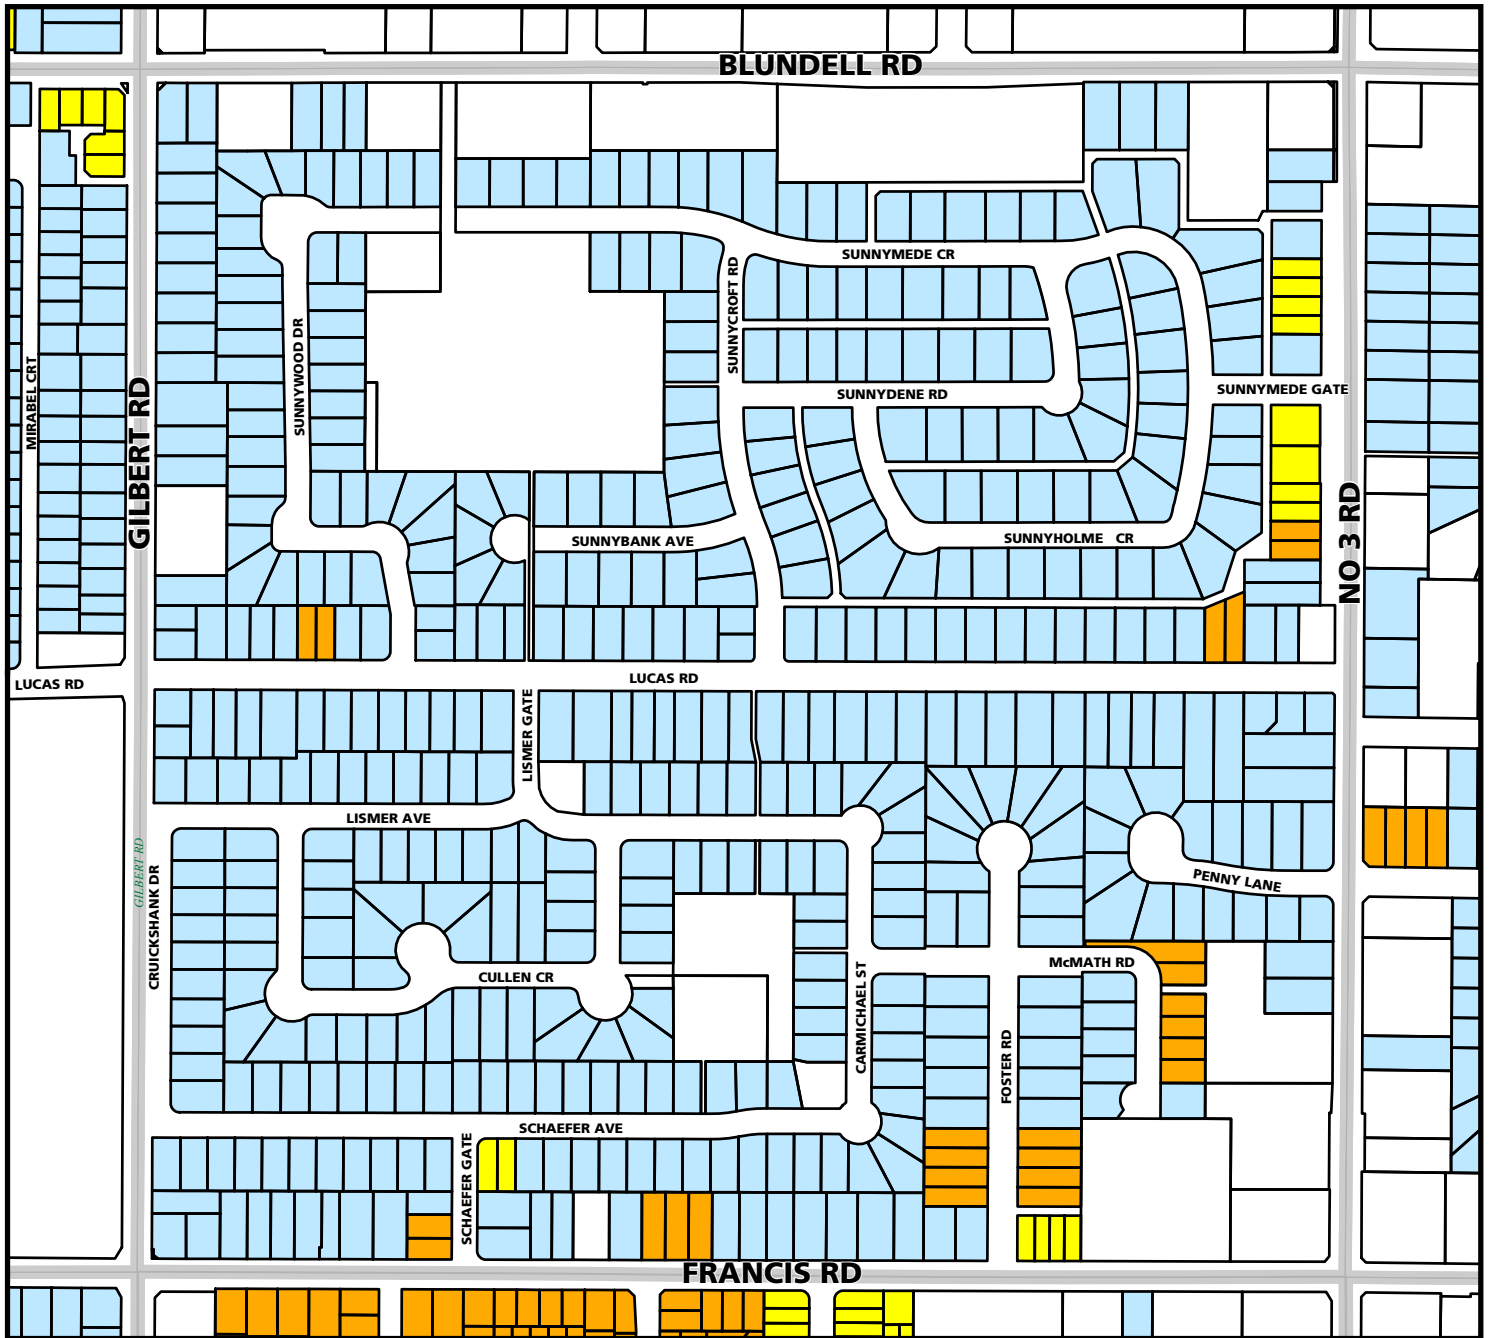 BLUNDELL RD
SUNNYMEDE CR
SUNNYCROFT RD
SUNNYWOOD DR
MIRABEL CRT
GILBERT RD
SUNNYDENE RD
SUNNYMEDE GATE
NO 3 RD
SUNNYBANK AVE
SUNNYHOLME CR
LUCAS RD
LUCAS RD
LISMER GATE
LISMER AVE
GILBERT RD
CRUICKSHANK DR
PENNY LANE
CULLEN CR
McMATH RD
CARMICHAEL ST
FOSTER RD
SCHAEFER AVE
SCHAEFER GATE
FRANCIS RD